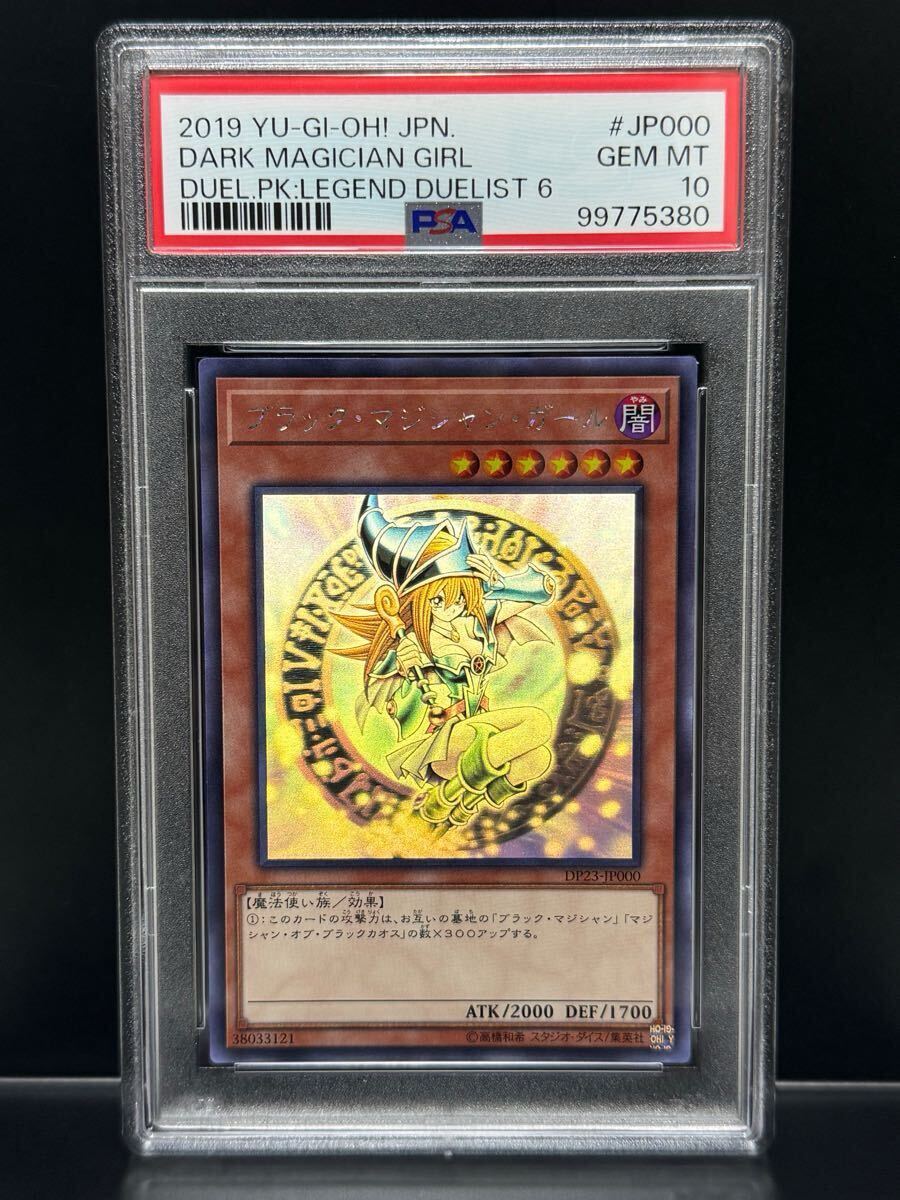 2019 YU-GI-OH! JPN. #JP000
DARK MAGICIAN GIRL GEM MT
DUEL.PK:LEGEND DUELIST 6 10
PSA 99775380
ブラック・マジシャン・ガール
やみ
闇
DP23-JP000
【魔法使い族/効果】
①:このカードの攻撃力は、お互いの墓地の「ブラック・マジシャン」「マジ
シャン・オブ・ブラックカオス」の数×300アップする。
ATK/2000 DEF/1700
38033121 ©高橋和希 スタジオ・ダイス/集英社